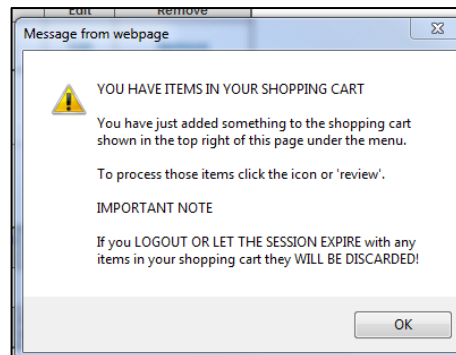 Edit Remove
Message from webpage
YOU HAVE ITEMS IN YOUR SHOPPING CART
You have just added something to the shopping cart
shown in the top right of this page under the menu.
To process those items click the icon or 'review'.
IMPORTANT NOTE
If you LOGOUT OR LET THE SESSION EXPIRE with any
items in your shopping cart they WILL BE DISCARDED!
OK